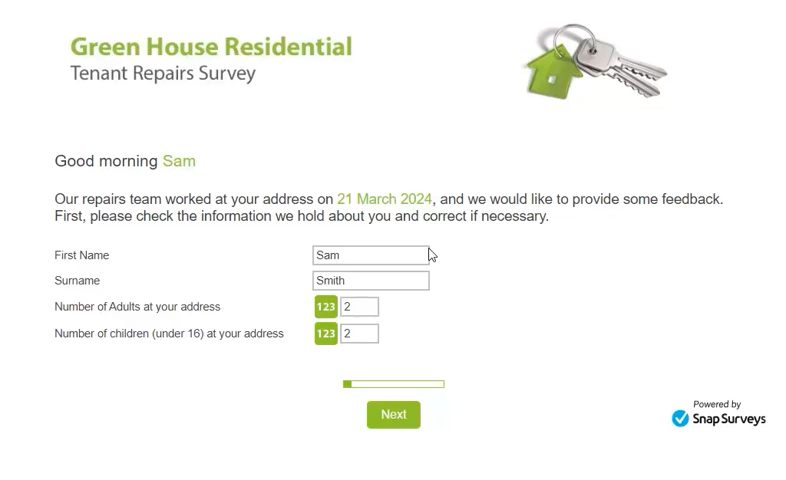 Green House Residential
Tenant Repairs Survey
Good morning Sam
Our repairs team worked at your address on 21 March 2024, and we would like to provide some feedback.
First, please check the information we hold about you and correct if necessary.
First Name Sam
Surname Smith
Number of Adults at your address 123 2
Number of children (under 16) at your address 123 2
Next
Powered by
Snap Surveys